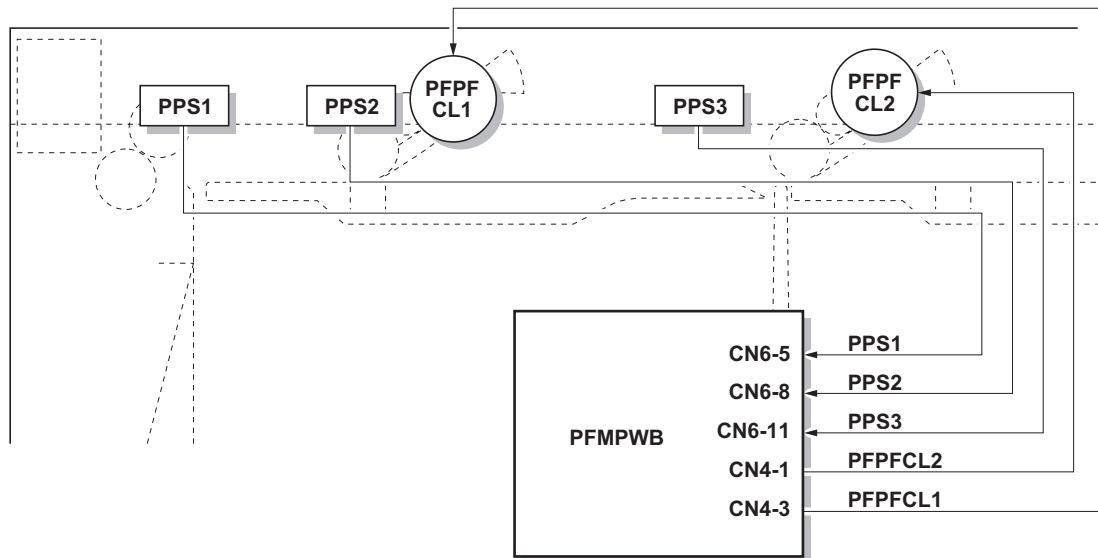 PPS1
PPS2
PFPF
CL1
PPS3
PFPF
CL2
PFMPWB
CN6-5
PPS1
CN6-8
PPS2
CN6-11
PPS3
CN4-1
PFPFCL2
CN4-3
PFPFCL1